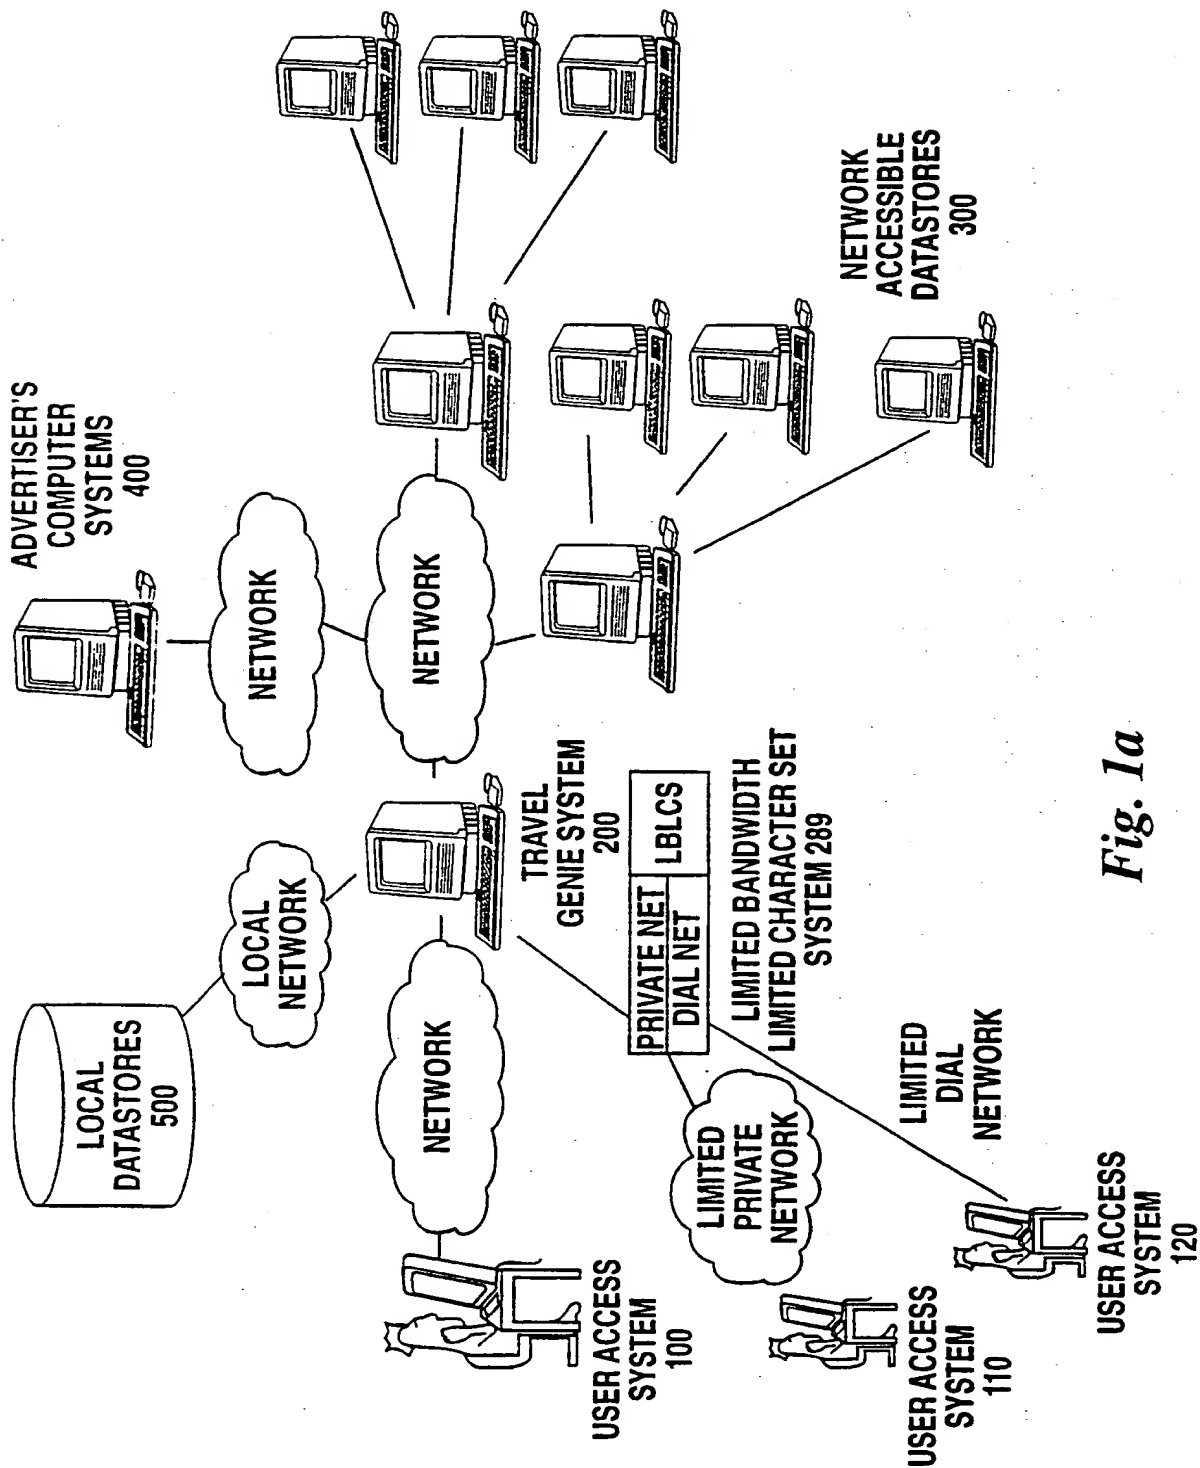 ADVERTISER'S
COMPUTER
SYSTEMS
400
LOCAL
DATASTORES
500
LOCAL
NETWORK
NETWORK
NETWORK
NETWORK
TRAVEL
GENIE SYSTEM
200
NETWORK
ACCESSIBLE
DATASTORES
300
USER ACCESS
SYSTEM
100
PRIVATE NET
DIAL NET
LBLCS
LIMITED BANDWIDTH
LIMITED CHARACTER SET
SYSTEM 289
LIMITED
PRIVATE
NETWORK
LIMITED
DIAL
NETWORK
USER ACCESS
SYSTEM
110
USER ACCESS
SYSTEM
120
Fig. 1a